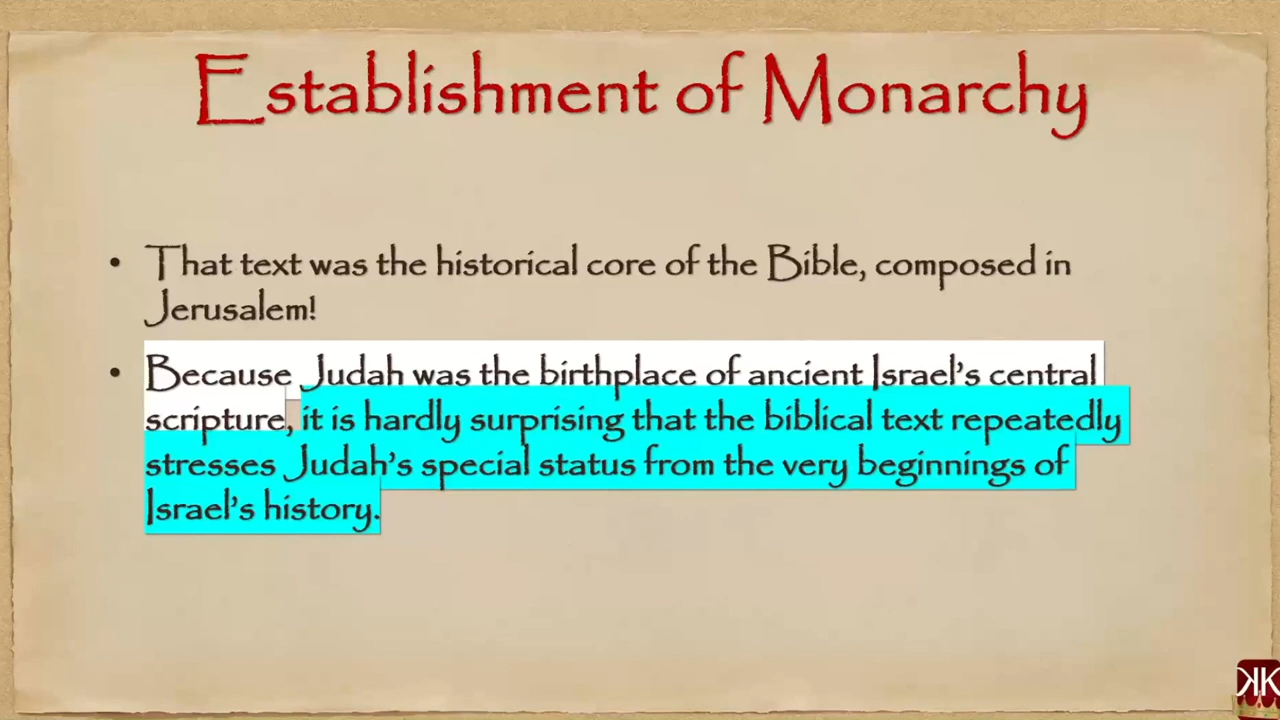 Establishment of Monarchy
• That text was the historical core of the Bible, composed in
Jerusalem!
• Because Judah was the birthplace of ancient Israel's central
scripture, it is hardly surprising that the biblical text repeatedly
stresses Judah's special status from the very beginnings of
Israel's history.
KK